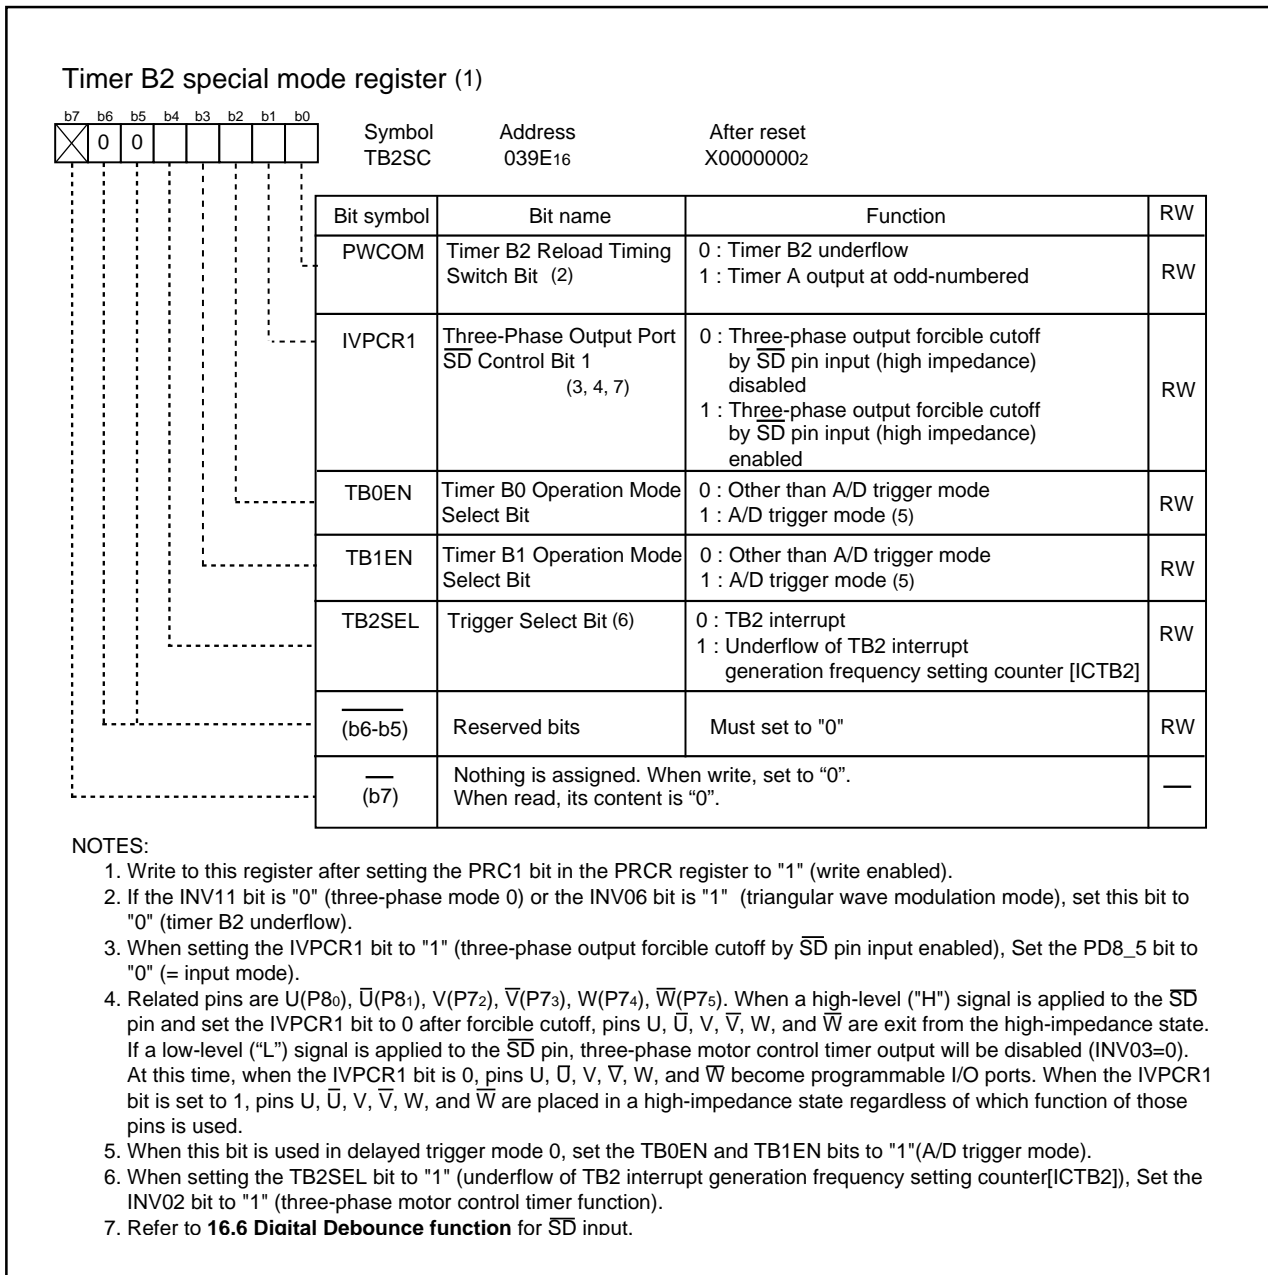 Timer B2 special mode register (1)
b7 b6 b5 b4 b3 b2 b1 b0
0 0
Symbol Address After reset
TB2SC 039E16 X00000002
Bit symbol Bit name Function RW
PWCOM Timer B2 Reload Timing Switch Bit (2)
0 : Timer B2 underflow
1 : Timer A output at odd-numbered
RW
IVPCR1 Three-Phase Output Port S̅D̅ Control Bit 1 (3, 4, 7)
0 : Three-phase output forcible cutoff
by S̅D̅ pin input (high impedance)
disabled
1 : Three-phase output forcible cutoff
by S̅D̅ pin input (high impedance)
enabled
RW
TB0EN Timer B0 Operation Mode Select Bit
0 : Other than A/D trigger mode
1 : A/D trigger mode (5)
RW
TB1EN Timer B1 Operation Mode Select Bit
0 : Other than A/D trigger mode
1 : A/D trigger mode (5)
RW
TB2SEL Trigger Select Bit (6)
0 : TB2 interrupt
1 : Underflow of TB2 interrupt
generation frequency setting counter [ICTB2]
RW
(b6-b5) Reserved bits Must set to "0" RW
(b7)
Nothing is assigned. When write, set to “0”.
When read, its content is “0”.
—
NOTES:
1. Write to this register after setting the PRC1 bit in the PRCR register to "1" (write enabled).
2. If the INV11 bit is "0" (three-phase mode 0) or the INV06 bit is "1" (triangular wave modulation mode), set this bit to
"0" (timer B2 underflow).
3. When setting the IVPCR1 bit to "1" (three-phase output forcible cutoff by S̅D̅ pin input enabled), Set the PD8_5 bit to
"0" (= input mode).
4. Related pins are U(P80), U̅(P81), V(P72), V̅(P73), W(P74), W̅(P75). When a high-level ("H") signal is applied to the S̅D̅
pin and set the IVPCR1 bit to 0 after forcible cutoff, pins U, U̅, V, V̅, W, and W̅ are exit from the high-impedance state.
If a low-level (“L”) signal is applied to the S̅D̅ pin, three-phase motor control timer output will be disabled (INV03=0).
At this time, when the IVPCR1 bit is 0, pins U, U̅, V, V̅, W, and W̅ become programmable I/O ports. When the IVPCR1
bit is set to 1, pins U, U̅, V, V̅, W, and W̅ are placed in a high-impedance state regardless of which function of those
pins is used.
5. When this bit is used in delayed trigger mode 0, set the TB0EN and TB1EN bits to "1"(A/D trigger mode).
6. When setting the TB2SEL bit to "1" (underflow of TB2 interrupt generation frequency setting counter[ICTB2]), Set the
INV02 bit to "1" (three-phase motor control timer function).
7. Refer to 16.6 Digital Debounce function for S̅D̅ input.